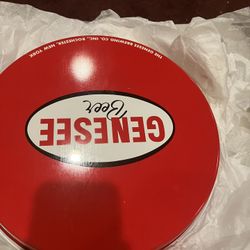 GENESEE
Beer
THE GENESEE BREWING CO., INC., ROCHESTER, NEW YORK